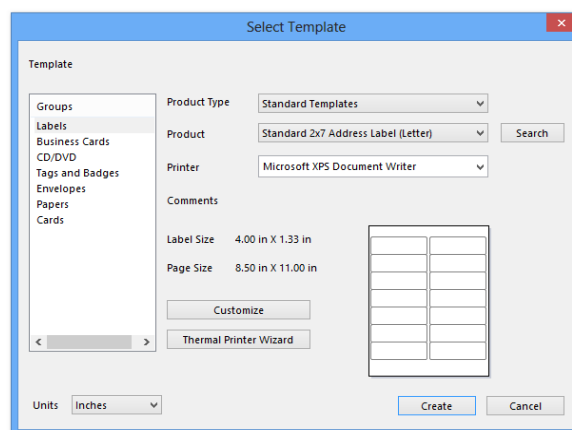 Select Template
Template
Groups
Labels
Business Cards
CD/DVD
Tags and Badges
Envelopes
Papers
Cards
Product Type Standard Templates
Product Standard 2x7 Address Label (Letter) Search
Printer Microsoft XPS Document Writer
Comments
Label Size 4.00 in X 1.33 in
Page Size 8.50 in X 11.00 in
Customize
Thermal Printer Wizard
Units Inches Create Cancel